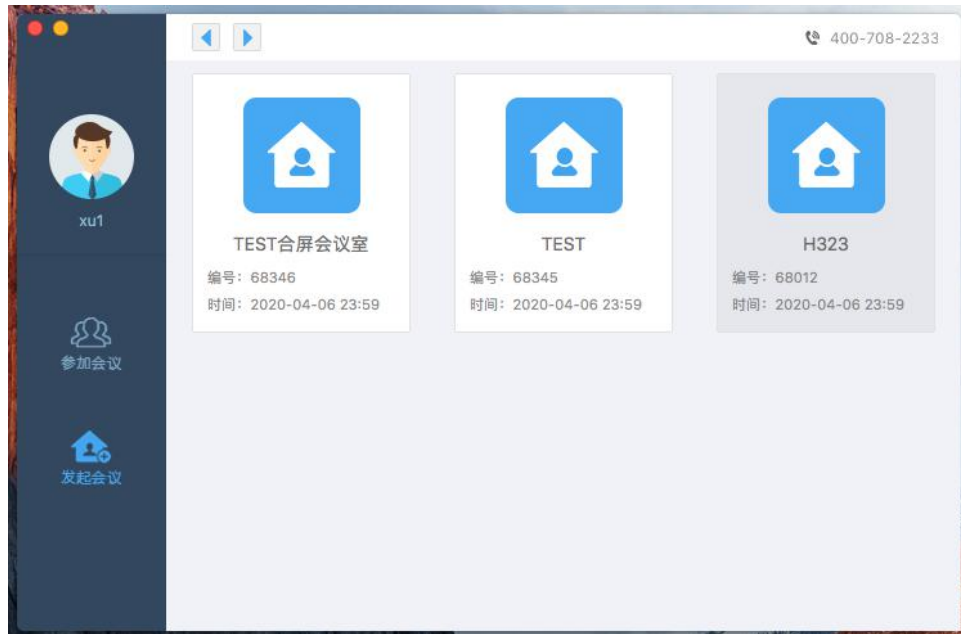 400-708-2233
xu1
参加会议
发起会议
TEST合屏会议室
编号：68346
时间：2020-04-06 23:59
TEST
编号：68345
时间：2020-04-06 23:59
H323
编号：68012
时间：2020-04-06 23:59